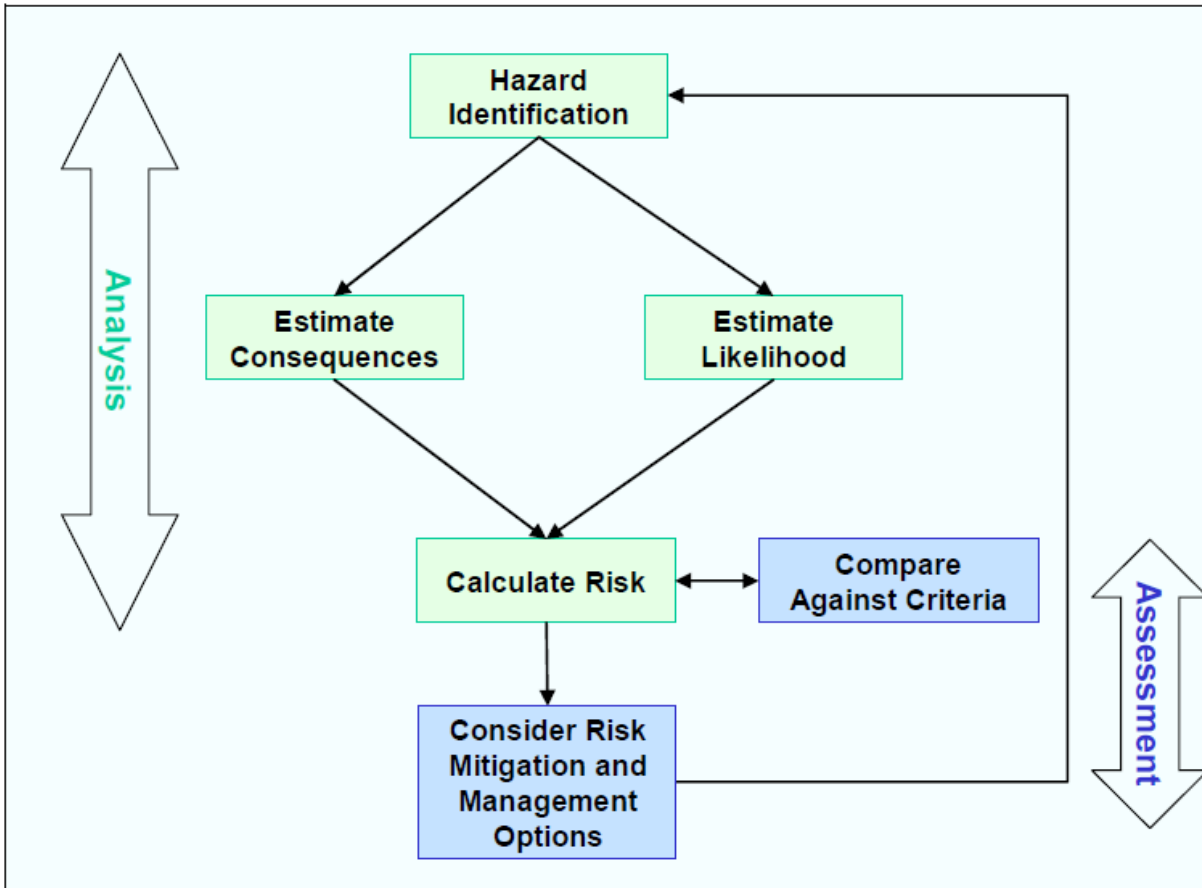 Hazard
Identification
Analysis
Estimate
Consequences
Estimate
Likelihood
Calculate Risk
Compare
Against Criteria
Assessment
Consider Risk
Mitigation and
Management
Options